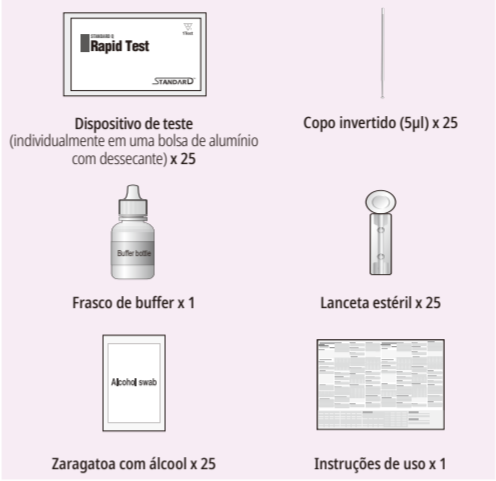 STANDARD Q
Rapid Test
1 Test
STANDARD
Dispositivo de teste
(individualmente em uma bolsa de alumínio
com dessecante) x 25
Copo invertido (5µl) x 25
Buffer bottle
Frasco de buffer x 1
Lanceta estéril x 25
Alcohol swab
Zaragatoa com álcool x 25
Instruções de uso x 1